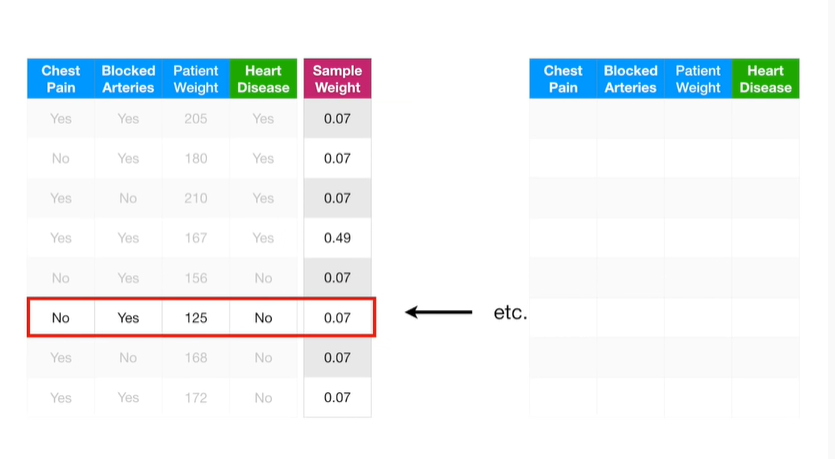 Chest Pain Blocked Arteries Patient Weight Heart Disease Sample Weight
Yes Yes 205 Yes 0.07
No Yes 180 Yes 0.07
Yes No 210 Yes 0.07
Yes Yes 167 Yes 0.49
No Yes 156 No 0.07
No Yes 125 No 0.07
Yes No 168 No 0.07
Yes Yes 172 No 0.07
etc.
Chest Pain Blocked Arteries Patient Weight Heart Disease